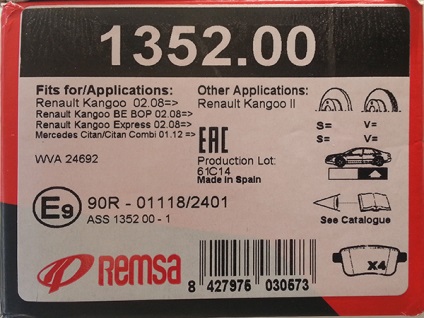 1352.00
Fits for/Applications:
Renault Kangoo 02.08=>
Renault Kangoo BE BOP 02.08=>
Renault Kangoo Express 02.08=>
Mercedes Citan/Citan Combi 01.12 =>
WVA 24692
Other Applications:
Renault Kangoo II
EAC
Production Lot:
61C14
Made in Spain
S= V=
S= V=
See Catalogue
E9
90R - 01118/2401
ASS 1352 00 - 1
REMSA
8 427976 030673
X4